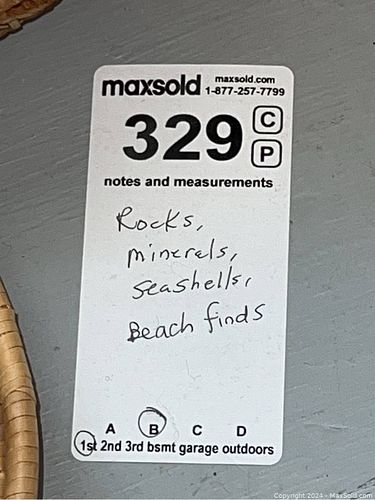 maxsold maxsold.com
1-877-257-7799
329 C
P
notes and measurements
Rocks,
minerals,
seashells,
Beach finds
A B C D
1st 2nd 3rd bsmt garage outdoors
Copyright 2024 - MaxSold.com